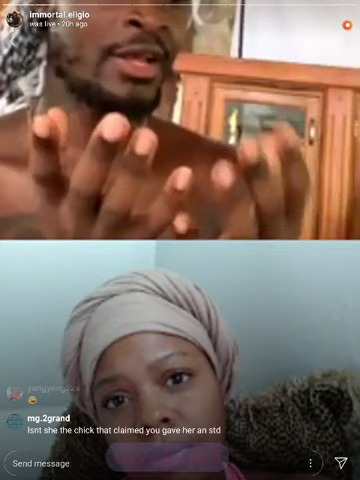 immortal.eligio
was live • 20h ago
mg.2grand
Isnt she the chick that claimed you gave her an std
Send message